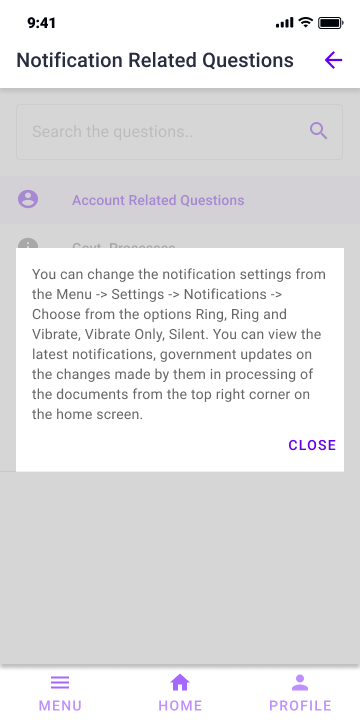 9:41
Notification Related Questions
Search the questions..
Account Related Questions
Govt. Processes
You can change the notification settings from
the Menu -> Settings -> Notifications ->
Choose from the options Ring, Ring and
Vibrate, Vibrate Only, Silent. You can view the
latest notifications, government updates on
the changes made by them in processing of
the documents from the top right corner on
the home screen.
CLOSE
MENU
HOME
PROFILE